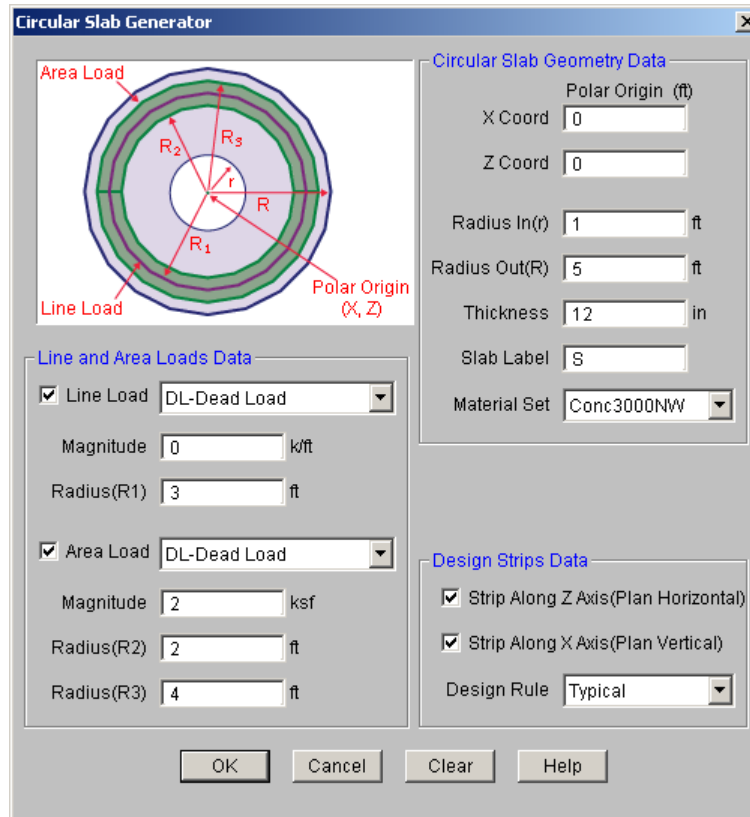 Circular Slab Generator
Area Load
R2
R3
r
R
R1
Line Load
Polar Origin
(X, Z)
Circular Slab Geometry Data
Polar Origin (ft)
X Coord 0
Z Coord 0
Radius In(r) 1 ft
Radius Out(R) 5 ft
Thickness 12 in
Slab Label S
Material Set Conc3000NW
Line and Area Loads Data
Line Load DL-Dead Load
Magnitude 0 k/ft
Radius(R1) 3 ft
Area Load DL-Dead Load
Magnitude 2 ksf
Radius(R2) 2 ft
Radius(R3) 4 ft
Design Strips Data
Strip Along Z Axis(Plan Horizontal)
Strip Along X Axis(Plan Vertical)
Design Rule Typical
OK Cancel Clear Help